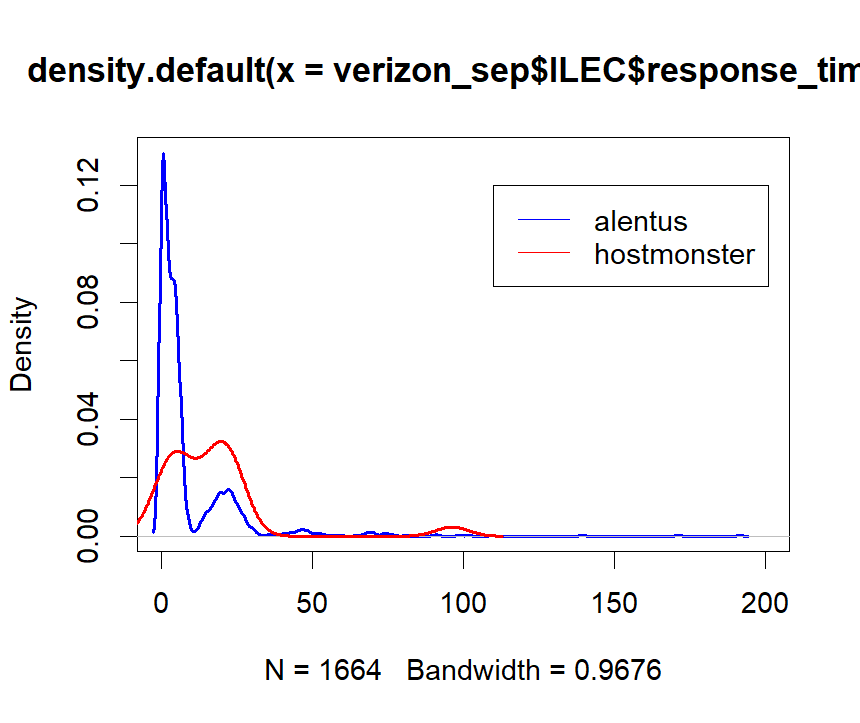 density.default(x = verizon_sep$ILEC$response_tim
alentus
hostmonster
Density
0.12
0.08
0.04
0.00
0 50 100 150 200
N = 1664 Bandwidth = 0.9676